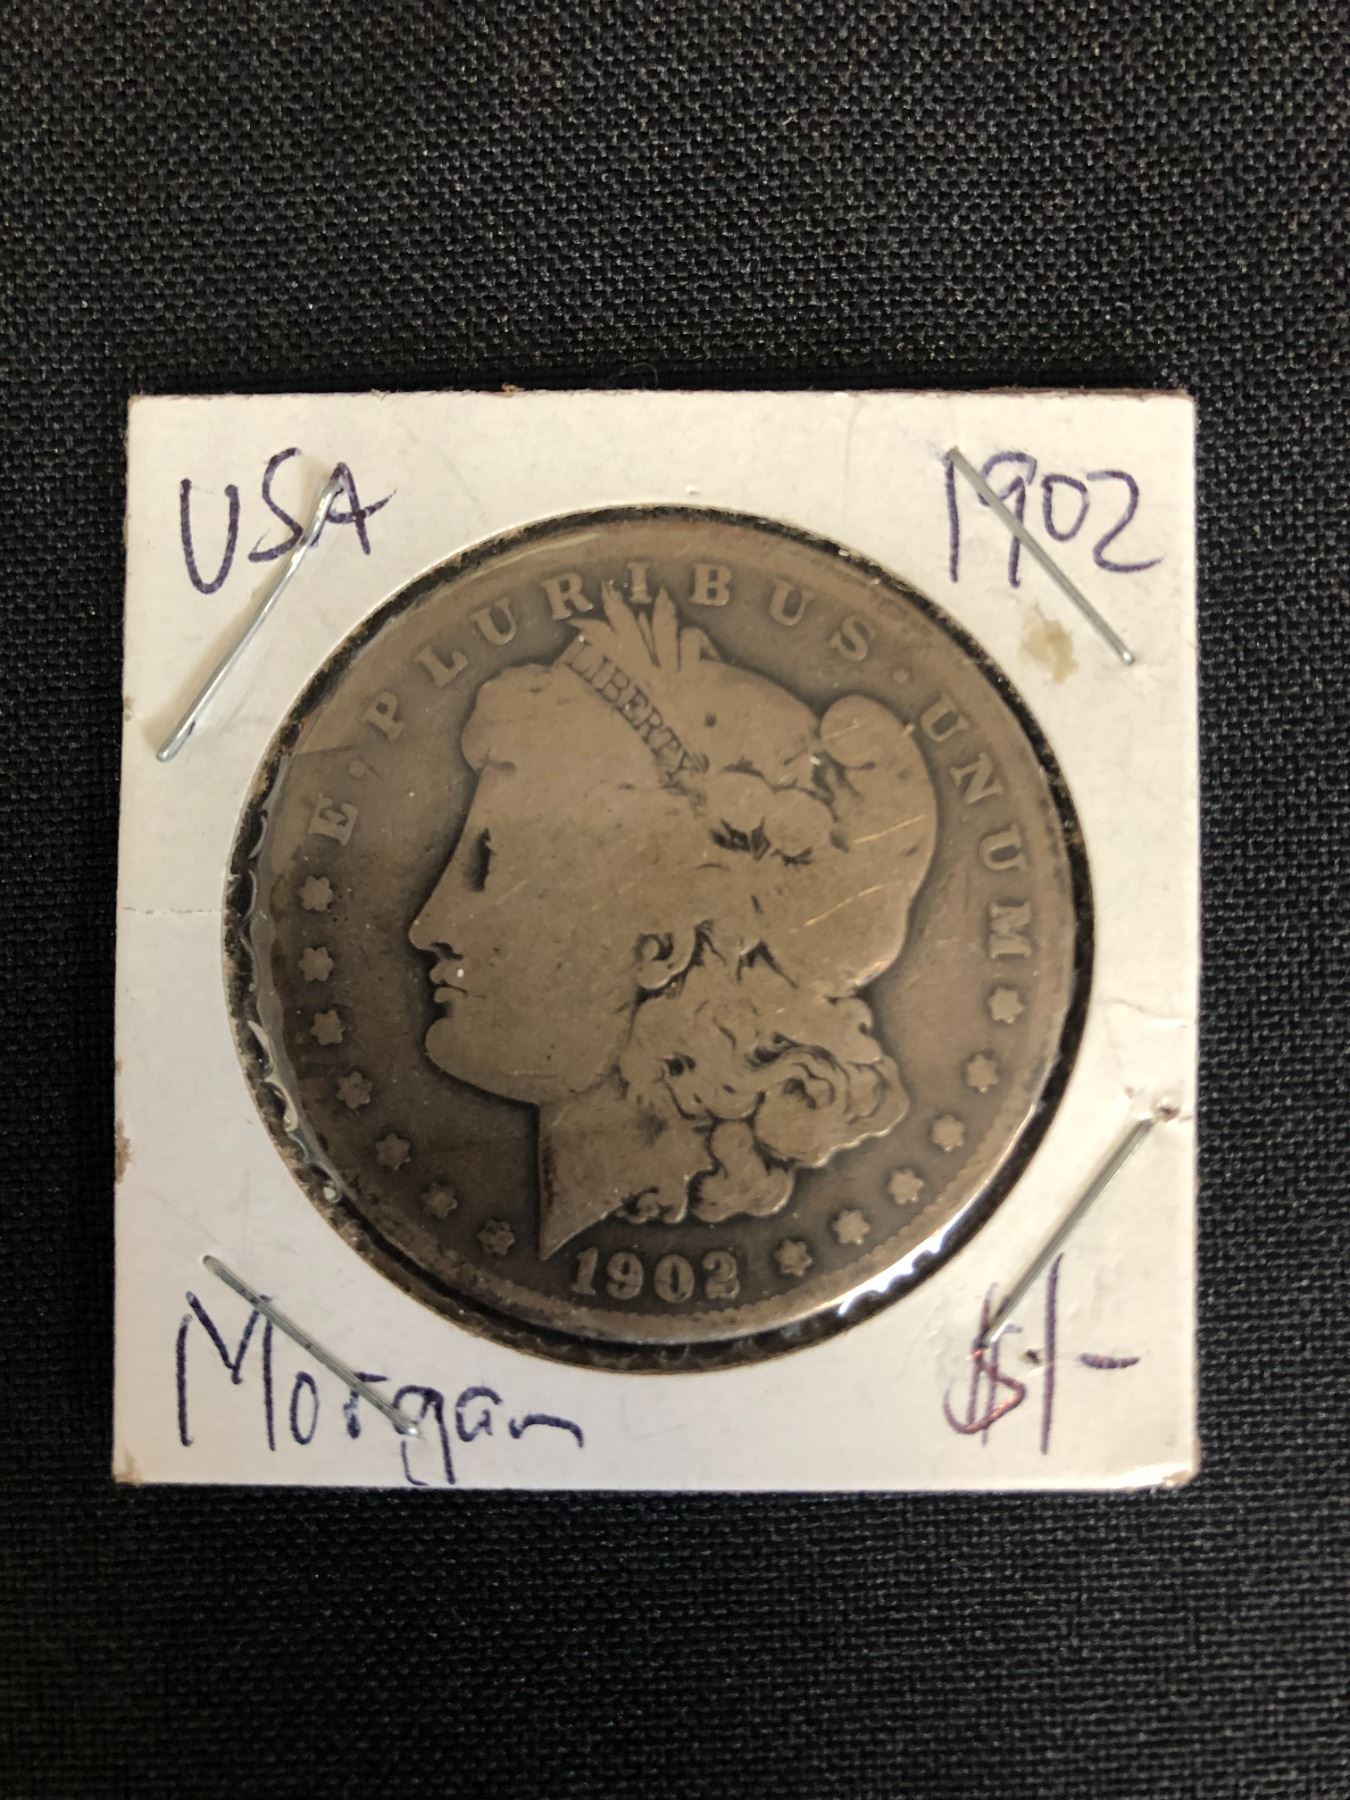 USA
1902
E · PLURIBUS · UNUM
LIBERTY
1902
Morgan
$1/-